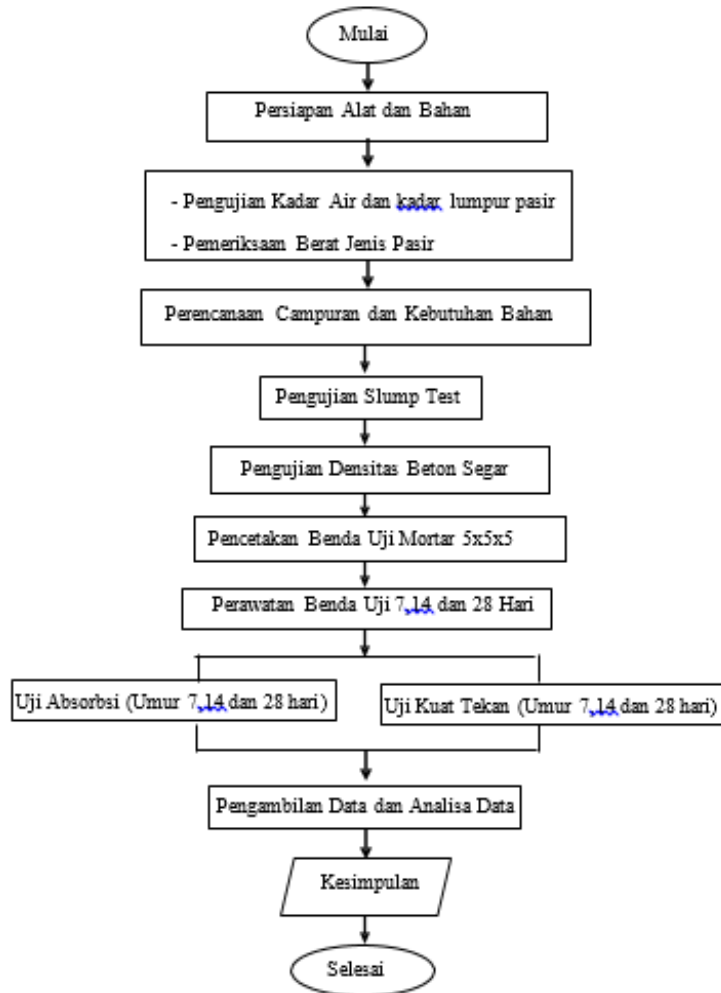 Mulai
Persiapan Alat dan Bahan
- Pengujian Kadar Air dan kadar lumpur pasir
- Pemeriksaan Berat Jenis Pasir
Perencanaan Campuran dan Kebutuhan Bahan
Pengujian Slump Test
Pengujian Densitas Beton Segar
Pencetakan Benda Uji Mortar 5x5x5
Perawatan Benda Uji 7,14 dan 28 Hari
Uji Absorbsi (Umur 7,14 dan 28 hari)
Uji Kuat Tekan (Umur 7,14 dan 28 hari)
Pengambilan Data dan Analisa Data
Kesimpulan
Selesai